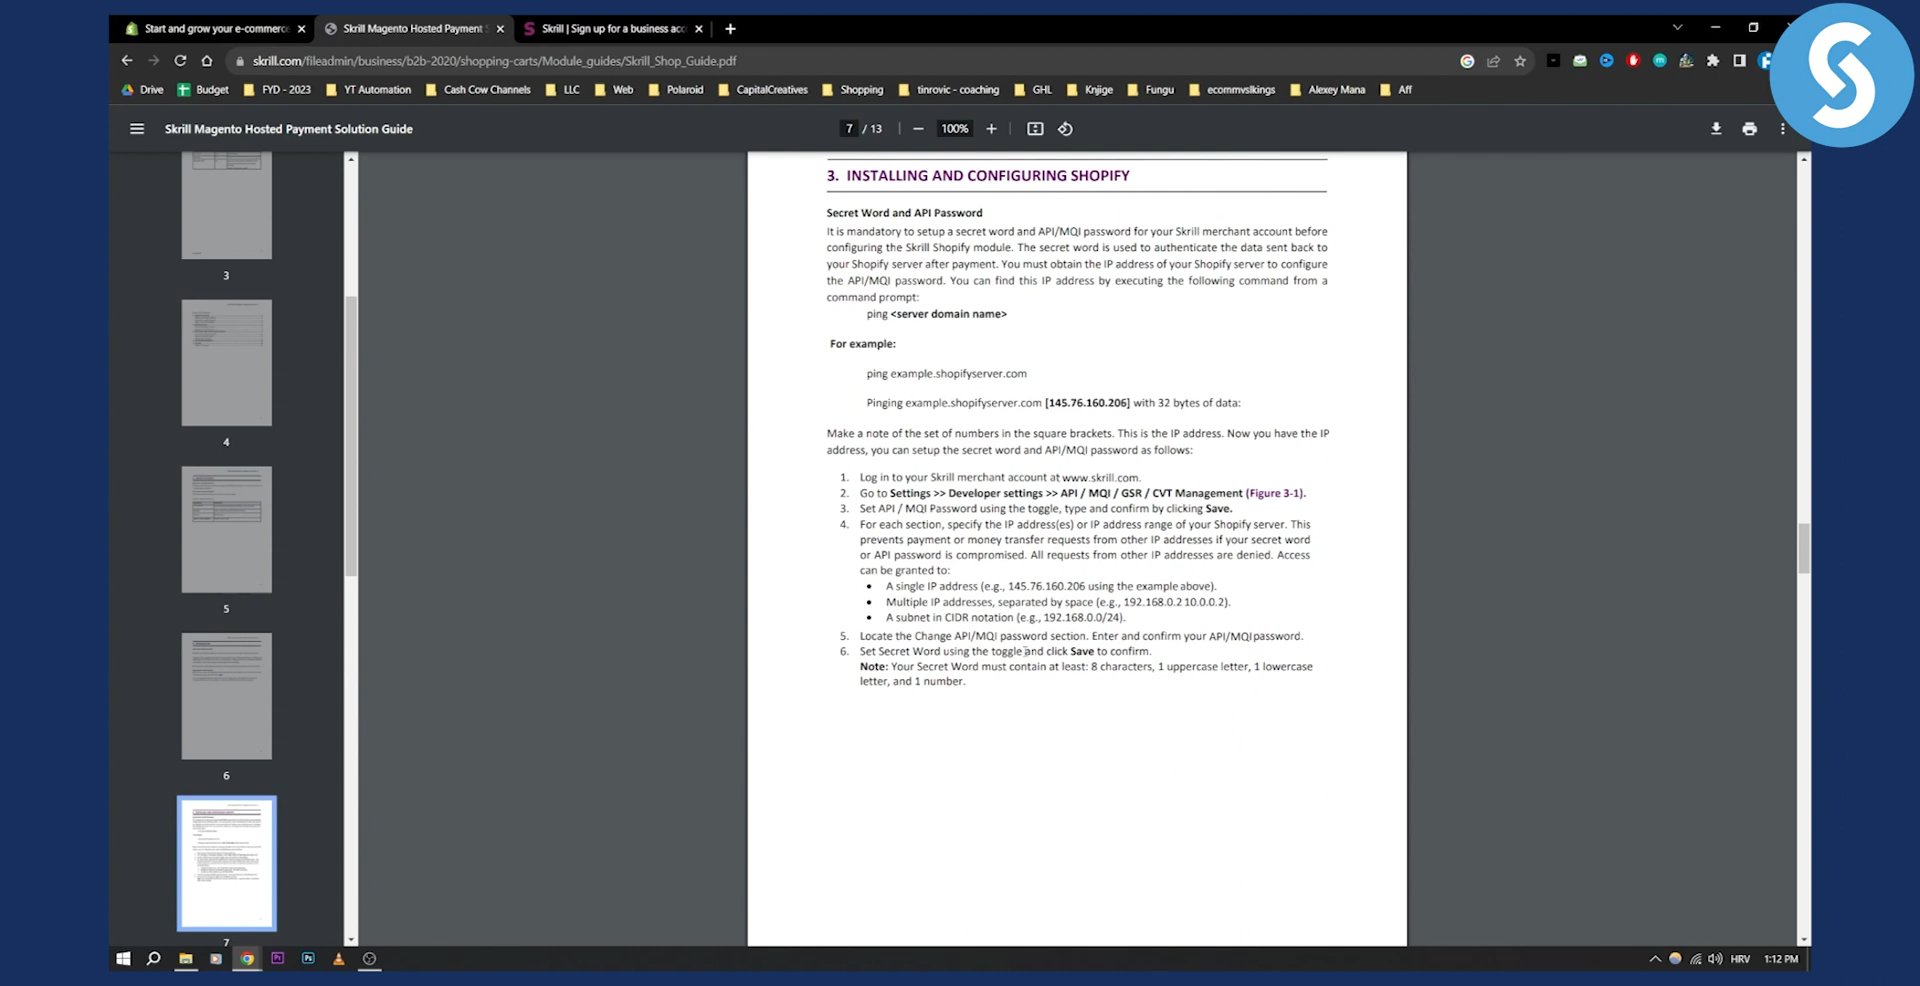 Start and grow your e-commerce
Skrill Magento Hosted Payment
Skrill | Sign up for a business acc
skrill.com/fileadmin/business/b2b-2020/shopping-carts/Module_guides/Skrill_Shop_Guide.pdf
Drive Budget FYD - 2023 YT Automation Cash Cow Channels LLC Web Polaroid CapitalCreatives Shopping tinrovic - coaching GHL Knjige Fungu ecommvslkings Alexey Mana Aff
Skrill Magento Hosted Payment Solution Guide 7 / 13 100%
3
4
5
6
7
3. INSTALLING AND CONFIGURING SHOPIFY
Secret Word and API Password
It is mandatory to setup a secret word and API/MQI password for your Skrill merchant account before
configuring the Skrill Shopify module. The secret word is used to authenticate the data sent back to
your Shopify server after payment. You must obtain the IP address of your Shopify server to configure
the API/MQI password. You can find this IP address by executing the following command from a
command prompt:
ping <server domain name>
For example:
ping example.shopifyserver.com
Pinging example.shopifyserver.com [145.76.160.206] with 32 bytes of data:
Make a note of the set of numbers in the square brackets. This is the IP address. Now you have the IP
address, you can setup the secret word and API/MQI password as follows:
1. Log in to your Skrill merchant account at www.skrill.com.
2. Go to Settings >> Developer settings >> API / MQI / GSR / CVT Management (Figure 3-1).
3. Set API / MQI Password using the toggle, type and confirm by clicking Save.
4. For each section, specify the IP address(es) or IP address range of your Shopify server. This
prevents payment or money transfer requests from other IP addresses if your secret word
or API password is compromised. All requests from other IP addresses are denied. Access
can be granted to:
• A single IP address (e.g., 145.76.160.206 using the example above).
• Multiple IP addresses, separated by space (e.g., 192.168.0.2 10.0.0.2).
• A subnet in CIDR notation (e.g., 192.168.0.0/24).
5. Locate the Change API/MQI password section. Enter and confirm your API/MQI password.
6. Set Secret Word using the toggle and click Save to confirm.
Note: Your Secret Word must contain at least: 8 characters, 1 uppercase letter, 1 lowercase
letter, and 1 number.
HRV 1:12 PM